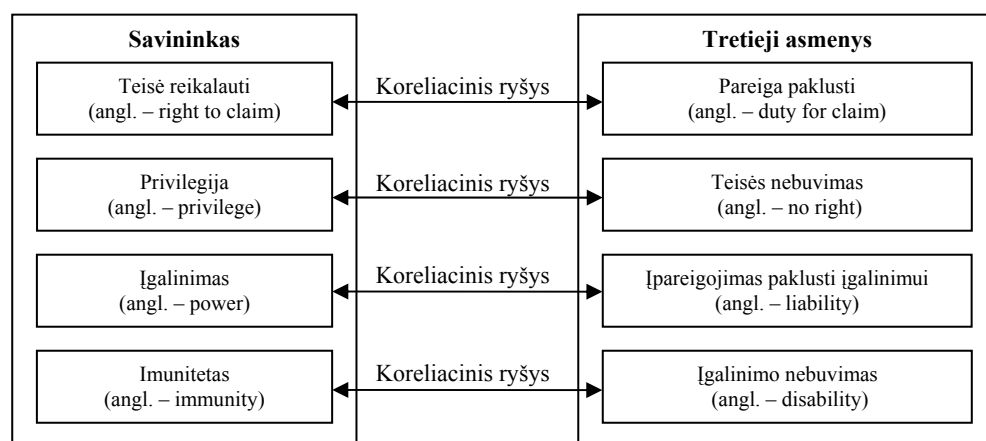 Savininkas
Tretieji asmenys
Teisė reikalauti
(angl. – right to claim)
Koreliacinis ryšys
Pareiga paklusti
(angl. – duty for claim)
Privilegija
(angl. – privilege)
Koreliacinis ryšys
Teisės nebuvimas
(angl. – no right)
Įgalinimas
(angl. – power)
Koreliacinis ryšys
Įpareigojimas paklusti įgalinimui
(angl. – liability)
Imunitetas
(angl. – immunity)
Koreliacinis ryšys
Įgalinimo nebuvimas
(angl. – disability)